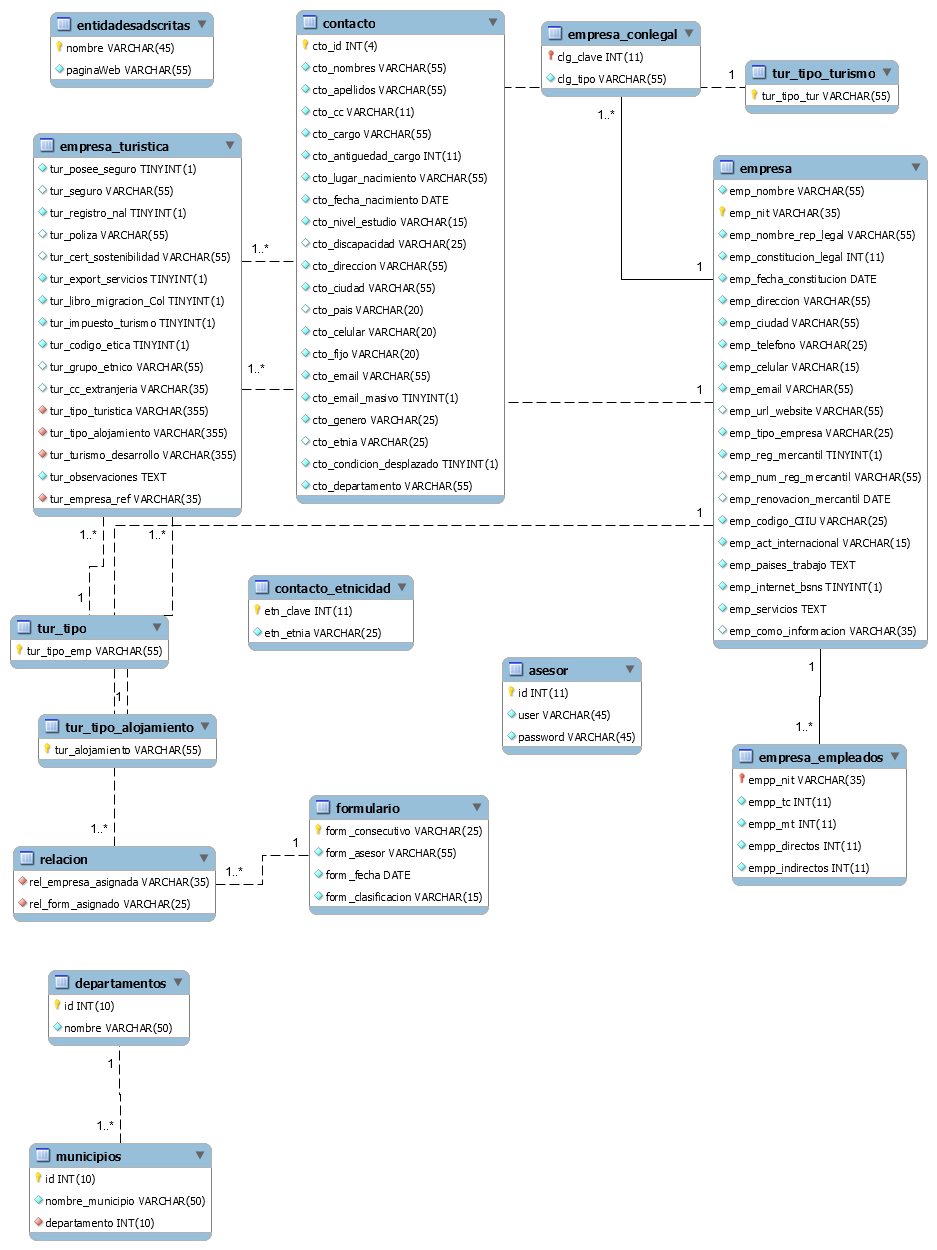 entidadesadscritas
nombre VARCHAR(45)
paginaWeb VARCHAR(55)
contacto
cto_id INT(4)
cto_nombres VARCHAR(55)
cto_apellidos VARCHAR(55)
cto_cc VARCHAR(11)
cto_cargo VARCHAR(55)
cto_antiguedad_cargo INT(11)
cto_lugar_nacimiento VARCHAR(55)
cto_fecha_nacimiento DATE
cto_nivel_estudio VARCHAR(15)
cto_discapacidad VARCHAR(25)
cto_direccion VARCHAR(55)
cto_ciudad VARCHAR(55)
cto_pais VARCHAR(20)
cto_celular VARCHAR(20)
cto_fijo VARCHAR(20)
cto_email VARCHAR(55)
cto_email_masivo TINYINT(1)
cto_genero VARCHAR(25)
cto_etnia VARCHAR(25)
cto_condicion_desplazado TINYINT(1)
cto_departamento VARCHAR(55)
empresa_conlegal
clg_clave INT(11)
clg_tipo VARCHAR(55)
1
1..*
tur_tipo_turismo
tur_tipo_tur VARCHAR(55)
empresa_turistica
tur_posee_seguro TINYINT(1)
tur_seguro VARCHAR(55)
tur_registro_nal TINYINT(1)
tur_poliza VARCHAR(55)
tur_cert_sostenibilidad VARCHAR(55)
tur_export_servicios TINYINT(1)
tur_libro_migracion_Col TINYINT(1)
tur_impuesto_turismo TINYINT(1)
tur_codigo_etica TINYINT(1)
tur_grupo_etnico VARCHAR(55)
tur_cc_extranjeria VARCHAR(35)
tur_tipo_turistica VARCHAR(355)
tur_tipo_alojamiento VARCHAR(355)
tur_turismo_desarrollo VARCHAR(355)
tur_observaciones TEXT
tur_empresa_ref VARCHAR(35)
1..*
1..*
empresa
emp_nombre VARCHAR(55)
emp_nit VARCHAR(35)
emp_nombre_rep_legal VARCHAR(55)
emp_constitucion_legal INT(11)
emp_fecha_constitucion DATE
emp_direccion VARCHAR(55)
emp_ciudad VARCHAR(55)
emp_telefono VARCHAR(25)
emp_celular VARCHAR(15)
emp_email VARCHAR(55)
emp_url_website VARCHAR(55)
emp_tipo_empresa VARCHAR(25)
emp_reg_mercantil TINYINT(1)
emp_num_reg_mercantil VARCHAR(55)
emp_renovacion_mercantil DATE
emp_codigo_CIIU VARCHAR(25)
emp_act_internacional VARCHAR(15)
emp_paises_trabajo TEXT
emp_internet_bsns TINYINT(1)
emp_servicios TEXT
emp_como_informacion VARCHAR(35)
1
1
1
1..*
1..*
1
tur_tipo
tur_tipo_emp VARCHAR(55)
1
tur_tipo_alojamiento
tur_alojamiento VARCHAR(55)
1..*
contacto_etnicidad
etn_clave INT(11)
etn_etnia VARCHAR(25)
asesor
id INT(11)
user VARCHAR(45)
password VARCHAR(45)
1
1..*
empresa_empleados
empp_nit VARCHAR(35)
empp_tc INT(11)
empp_mt INT(11)
empp_directos INT(11)
empp_indirectos INT(11)
relacion
rel_empresa_asignada VARCHAR(35)
rel_form_asignado VARCHAR(25)
1..*
1
formulario
form_consecutivo VARCHAR(25)
form_asesor VARCHAR(55)
form_fecha DATE
form_clasificacion VARCHAR(15)
departamentos
id INT(10)
nombre VARCHAR(50)
1
1..*
municipios
id INT(10)
nombre_municipio VARCHAR(50)
departamento INT(10)